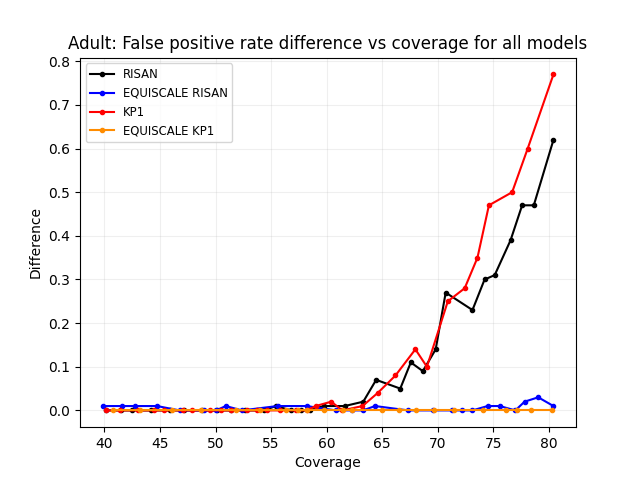 Adult: False positive rate difference vs coverage for all models
0.8
0.7
0.6
0.5
0.4
0.3
0.2
0.1
0.0
Difference
RISAN
EQUISCALE RISAN
KP1
EQUISCALE KP1
40 45 50 55 60 65 70 75 80
Coverage